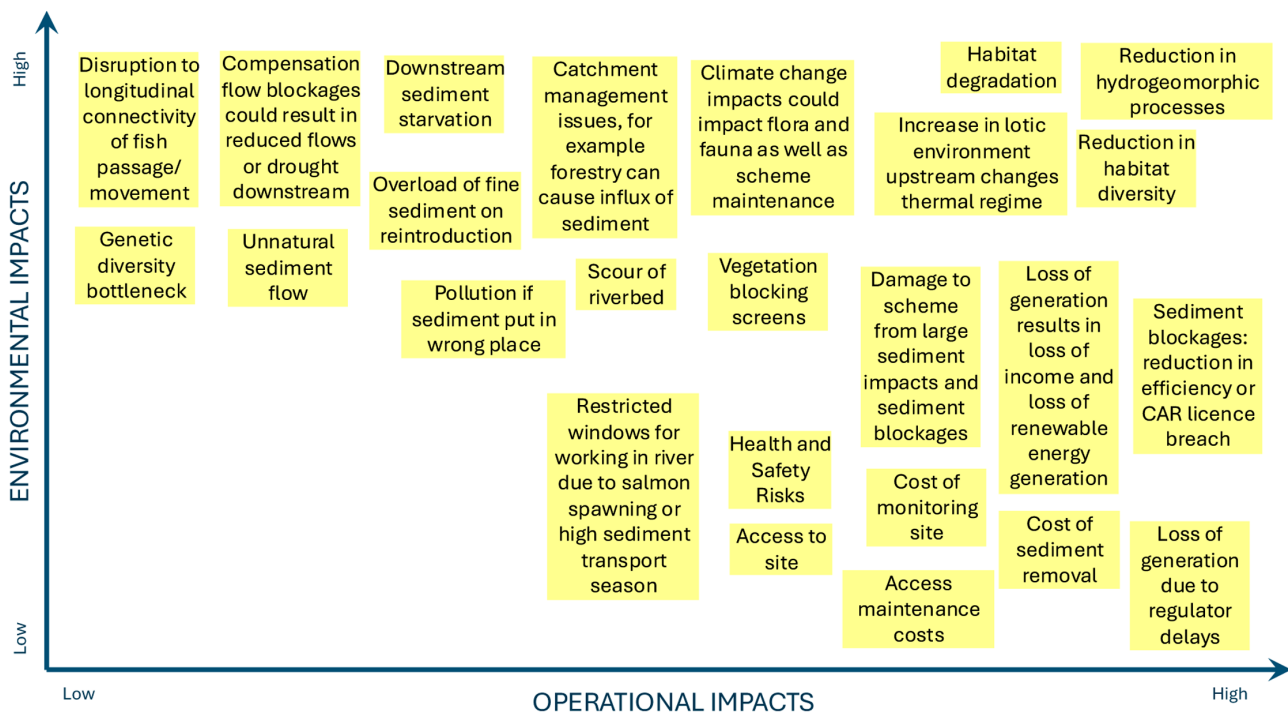 High
ENVIRONMENTAL IMPACTS
Low
Disruption to
longitudinal
connectivity
of fish
passage/
movement
Compensation
flow blockages
could result in
reduced flows
or drought
downstream
Downstream
sediment
starvation
Catchment
management
issues, for
example
forestry can
cause influx of
sediment
Climate change
impacts could
impact flora and
fauna as well as
scheme
maintenance
Habitat
degradation
Reduction in
hydrogeomorphic
processes
Increase in lotic
environment
upstream changes
thermal regime
Reduction in
habitat
diversity
Overload of fine
sediment on
reintroduction
Genetic
diversity
bottleneck
Unnatural
sediment
flow
Pollution if
sediment put in
wrong place
Scour of
riverbed
Vegetation
blocking
screens
Damage to
scheme
from large
sediment
impacts and
sediment
blockages
Loss of
generation
results in
loss of
income and
loss of
renewable
energy
generation
Sediment
blockages:
reduction in
efficiency or
CAR licence
breach
Restricted
windows for
working in river
due to salmon
spawning or
high sediment
transport
season
Health and
Safety
Risks
Access to
site
Cost of
monitoring
site
Access
maintenance
costs
Cost of
sediment
removal
Loss of
generation
due to
regulator
delays
Low
OPERATIONAL IMPACTS
High